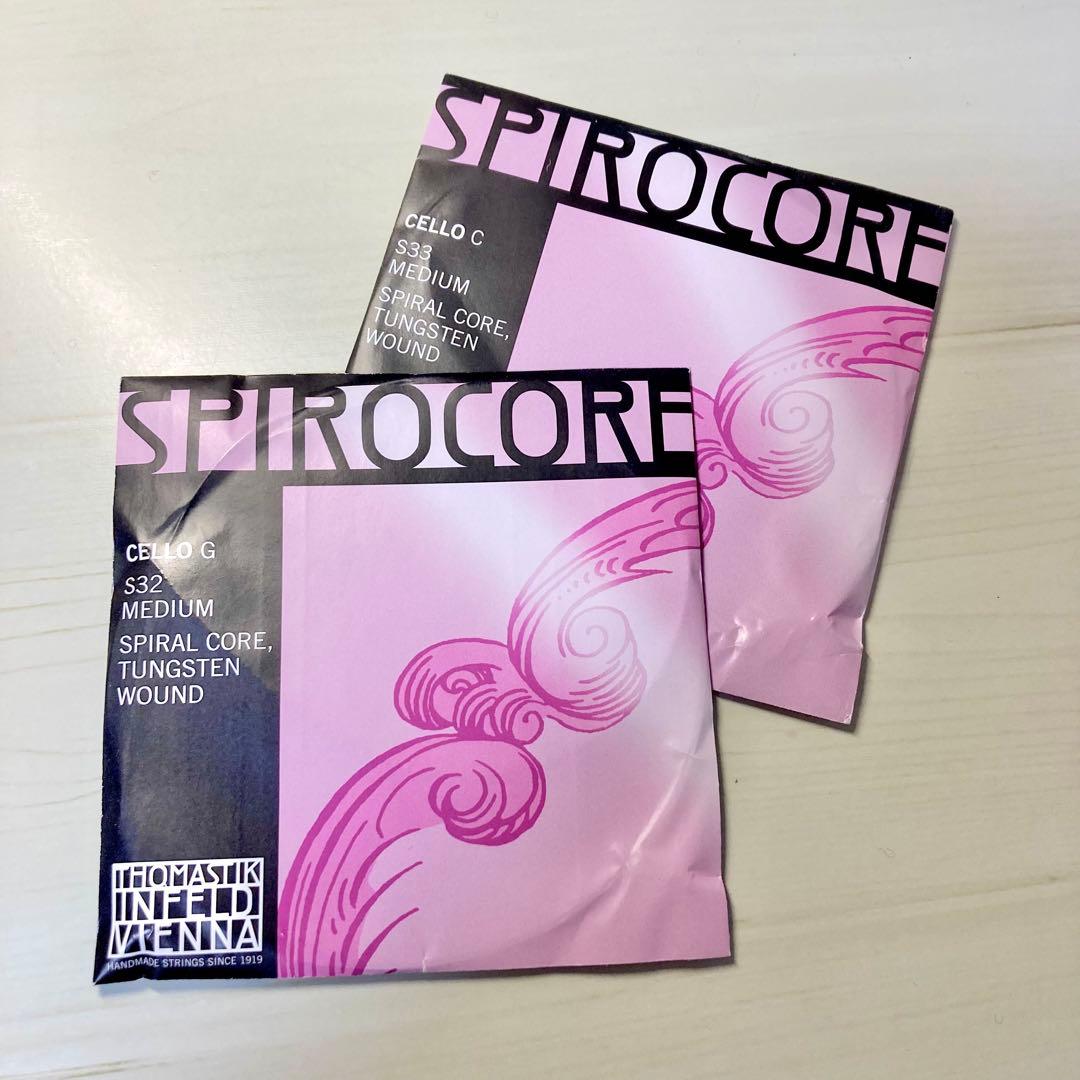 SPIROCORE
CELLO C
S33
MEDIUM
SPIRAL CORE,
TUNGSTEN
WOUND
SPIROCORE
CELLO G
S32
MEDIUM
SPIRAL CORE,
TUNGSTEN
WOUND
THOMASTIK
INFELD
VIENNA
HANDMADE STRINGS SINCE 1919